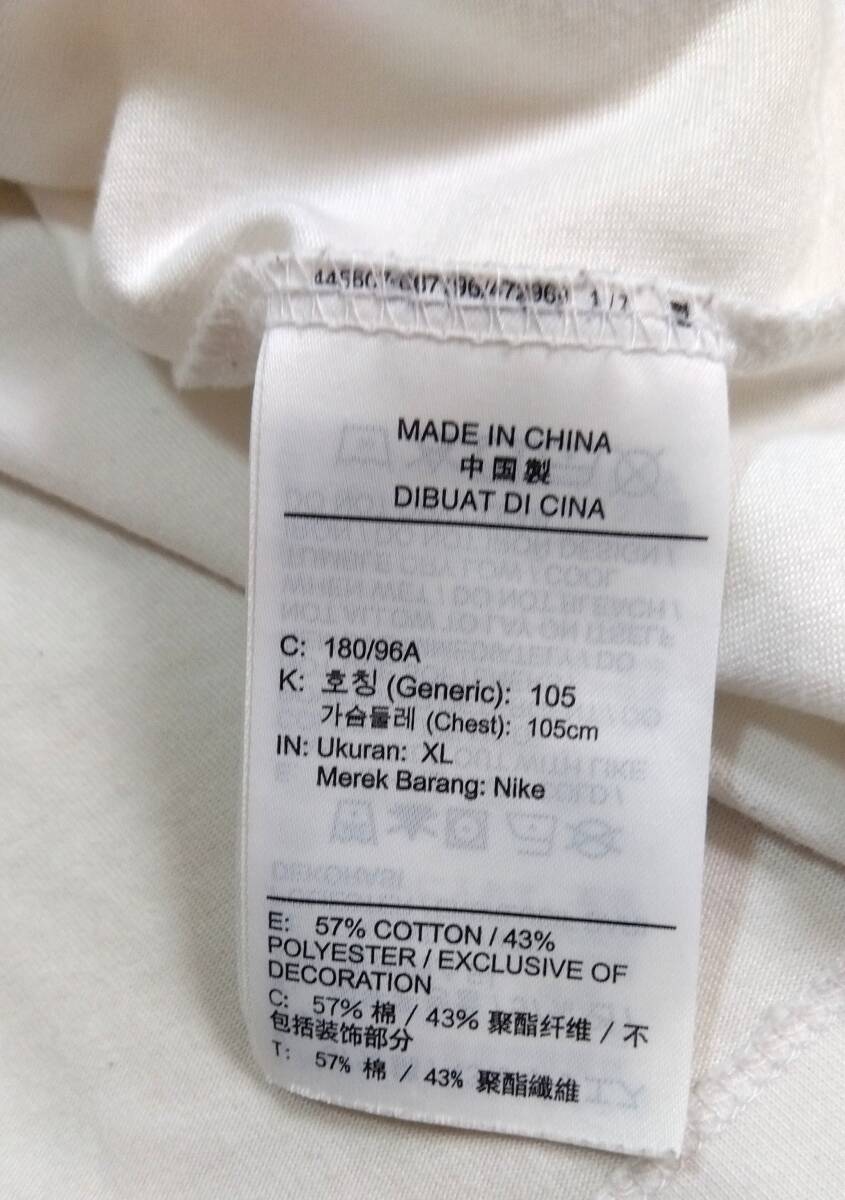 1/2
MADE IN CHINA
中国製
DIBUAT DI CINA
C: 180/96A
K: 호칭 (Generic): 105
가슴둘레 (Chest): 105cm
IN: Ukuran: XL
Merek Barang: Nike
E: 57% COTTON / 43%
POLYESTER / EXCLUSIVE OF
DECORATION
C: 57% 棉 / 43% 聚酯纤维 / 不
包括装饰部分
T: 57% 棉 / 43% 聚酯纖維